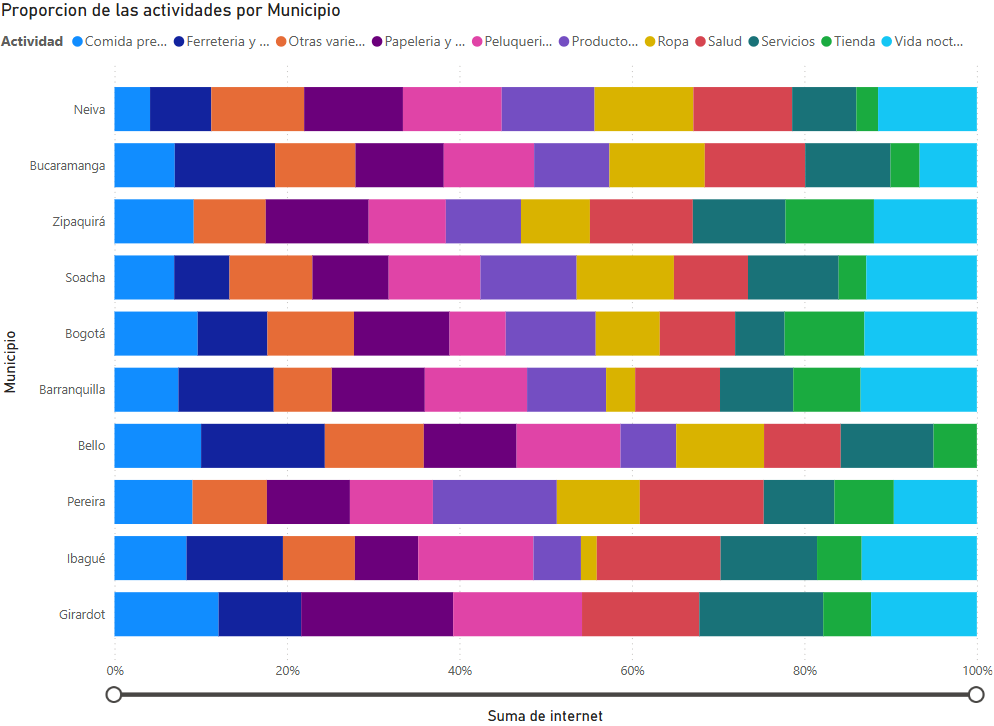 Proporcion de las actividades por Municipio
Actividad Comida pre... Ferreteria y ... Otras varie... Papeleria y ... Peluqueri... Producto... Ropa Salud Servicios Tienda Vida noct...
Municipio
Neiva
Bucaramanga
Zipaquirá
Soacha
Bogotá
Barranquilla
Bello
Pereira
Ibagué
Girardot
0% 20% 40% 60% 80% 100%
Suma de internet